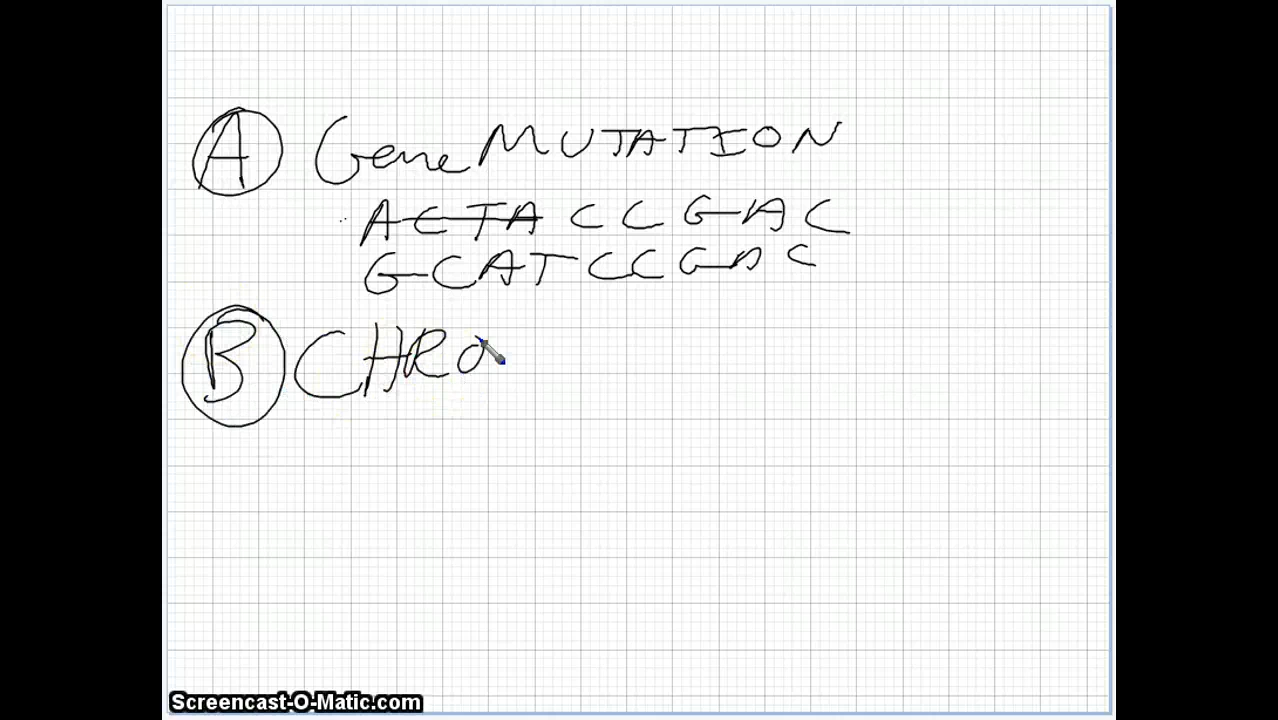 A Gene MUTATION
ACTA CCGAC
GCATCCGAC
B CHRO
Screencast-O-Matic.com